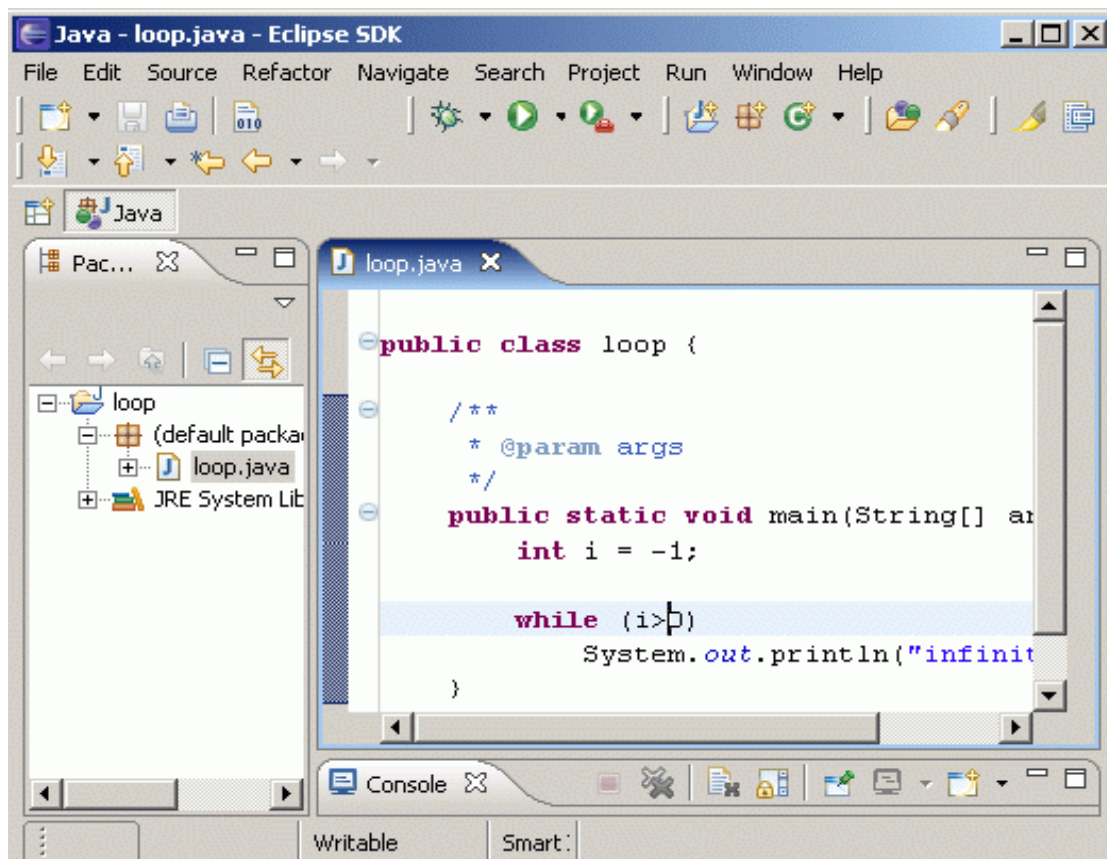 Java - loop.java - Eclipse SDK
File Edit Source Refactor Navigate Search Project Run Window Help
010
Java
Pac...
loop.java
public class loop {
/**
* @param args
*/
public static void main(String[] ar
int i = -1;
while (i>0)
System.out.println("infinit
}
loop
(default packa
loop.java
JRE System Lib
Console
Writable
Smart